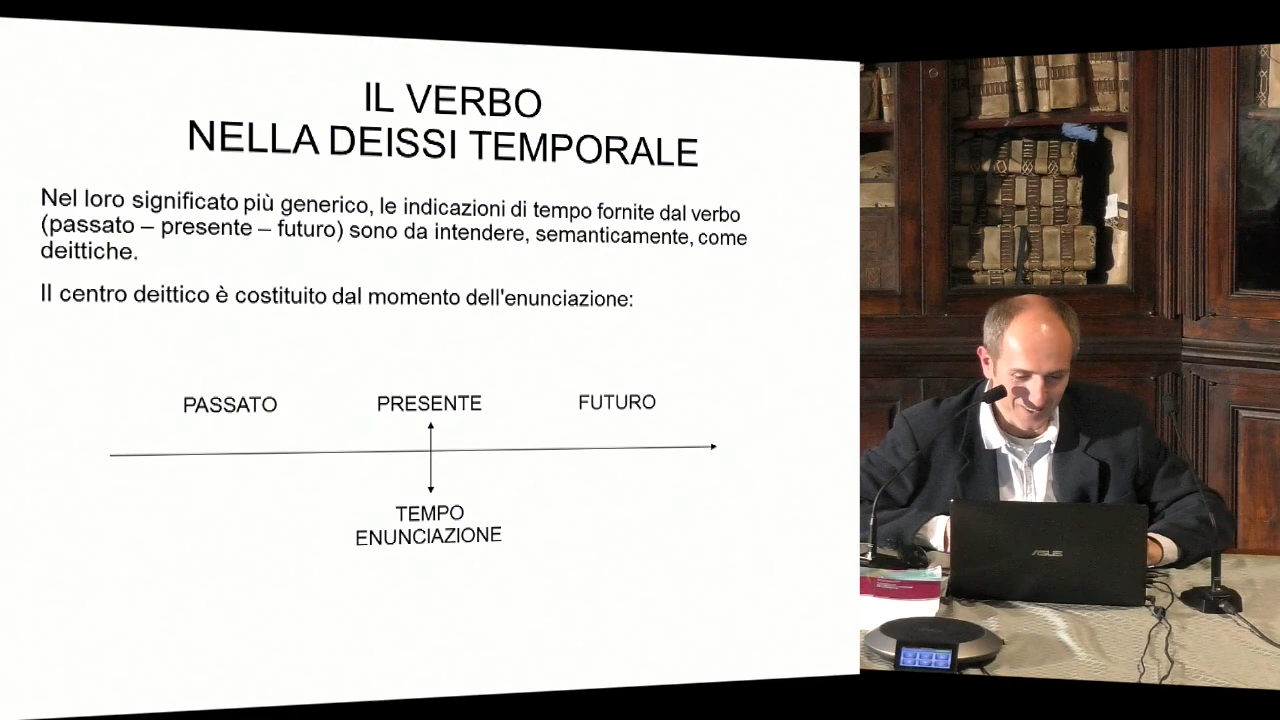 IL VERBO
NELLA DEISSI TEMPORALE
Nel loro significato più generico, le indicazioni di tempo fornite dal verbo
(passato – presente – futuro) sono da intendere, semanticamente, come
deittiche.
Il centro deittico è costituito dal momento dell'enunciazione:
PASSATO PRESENTE FUTURO
TEMPO
ENUNCIAZIONE
ASUS